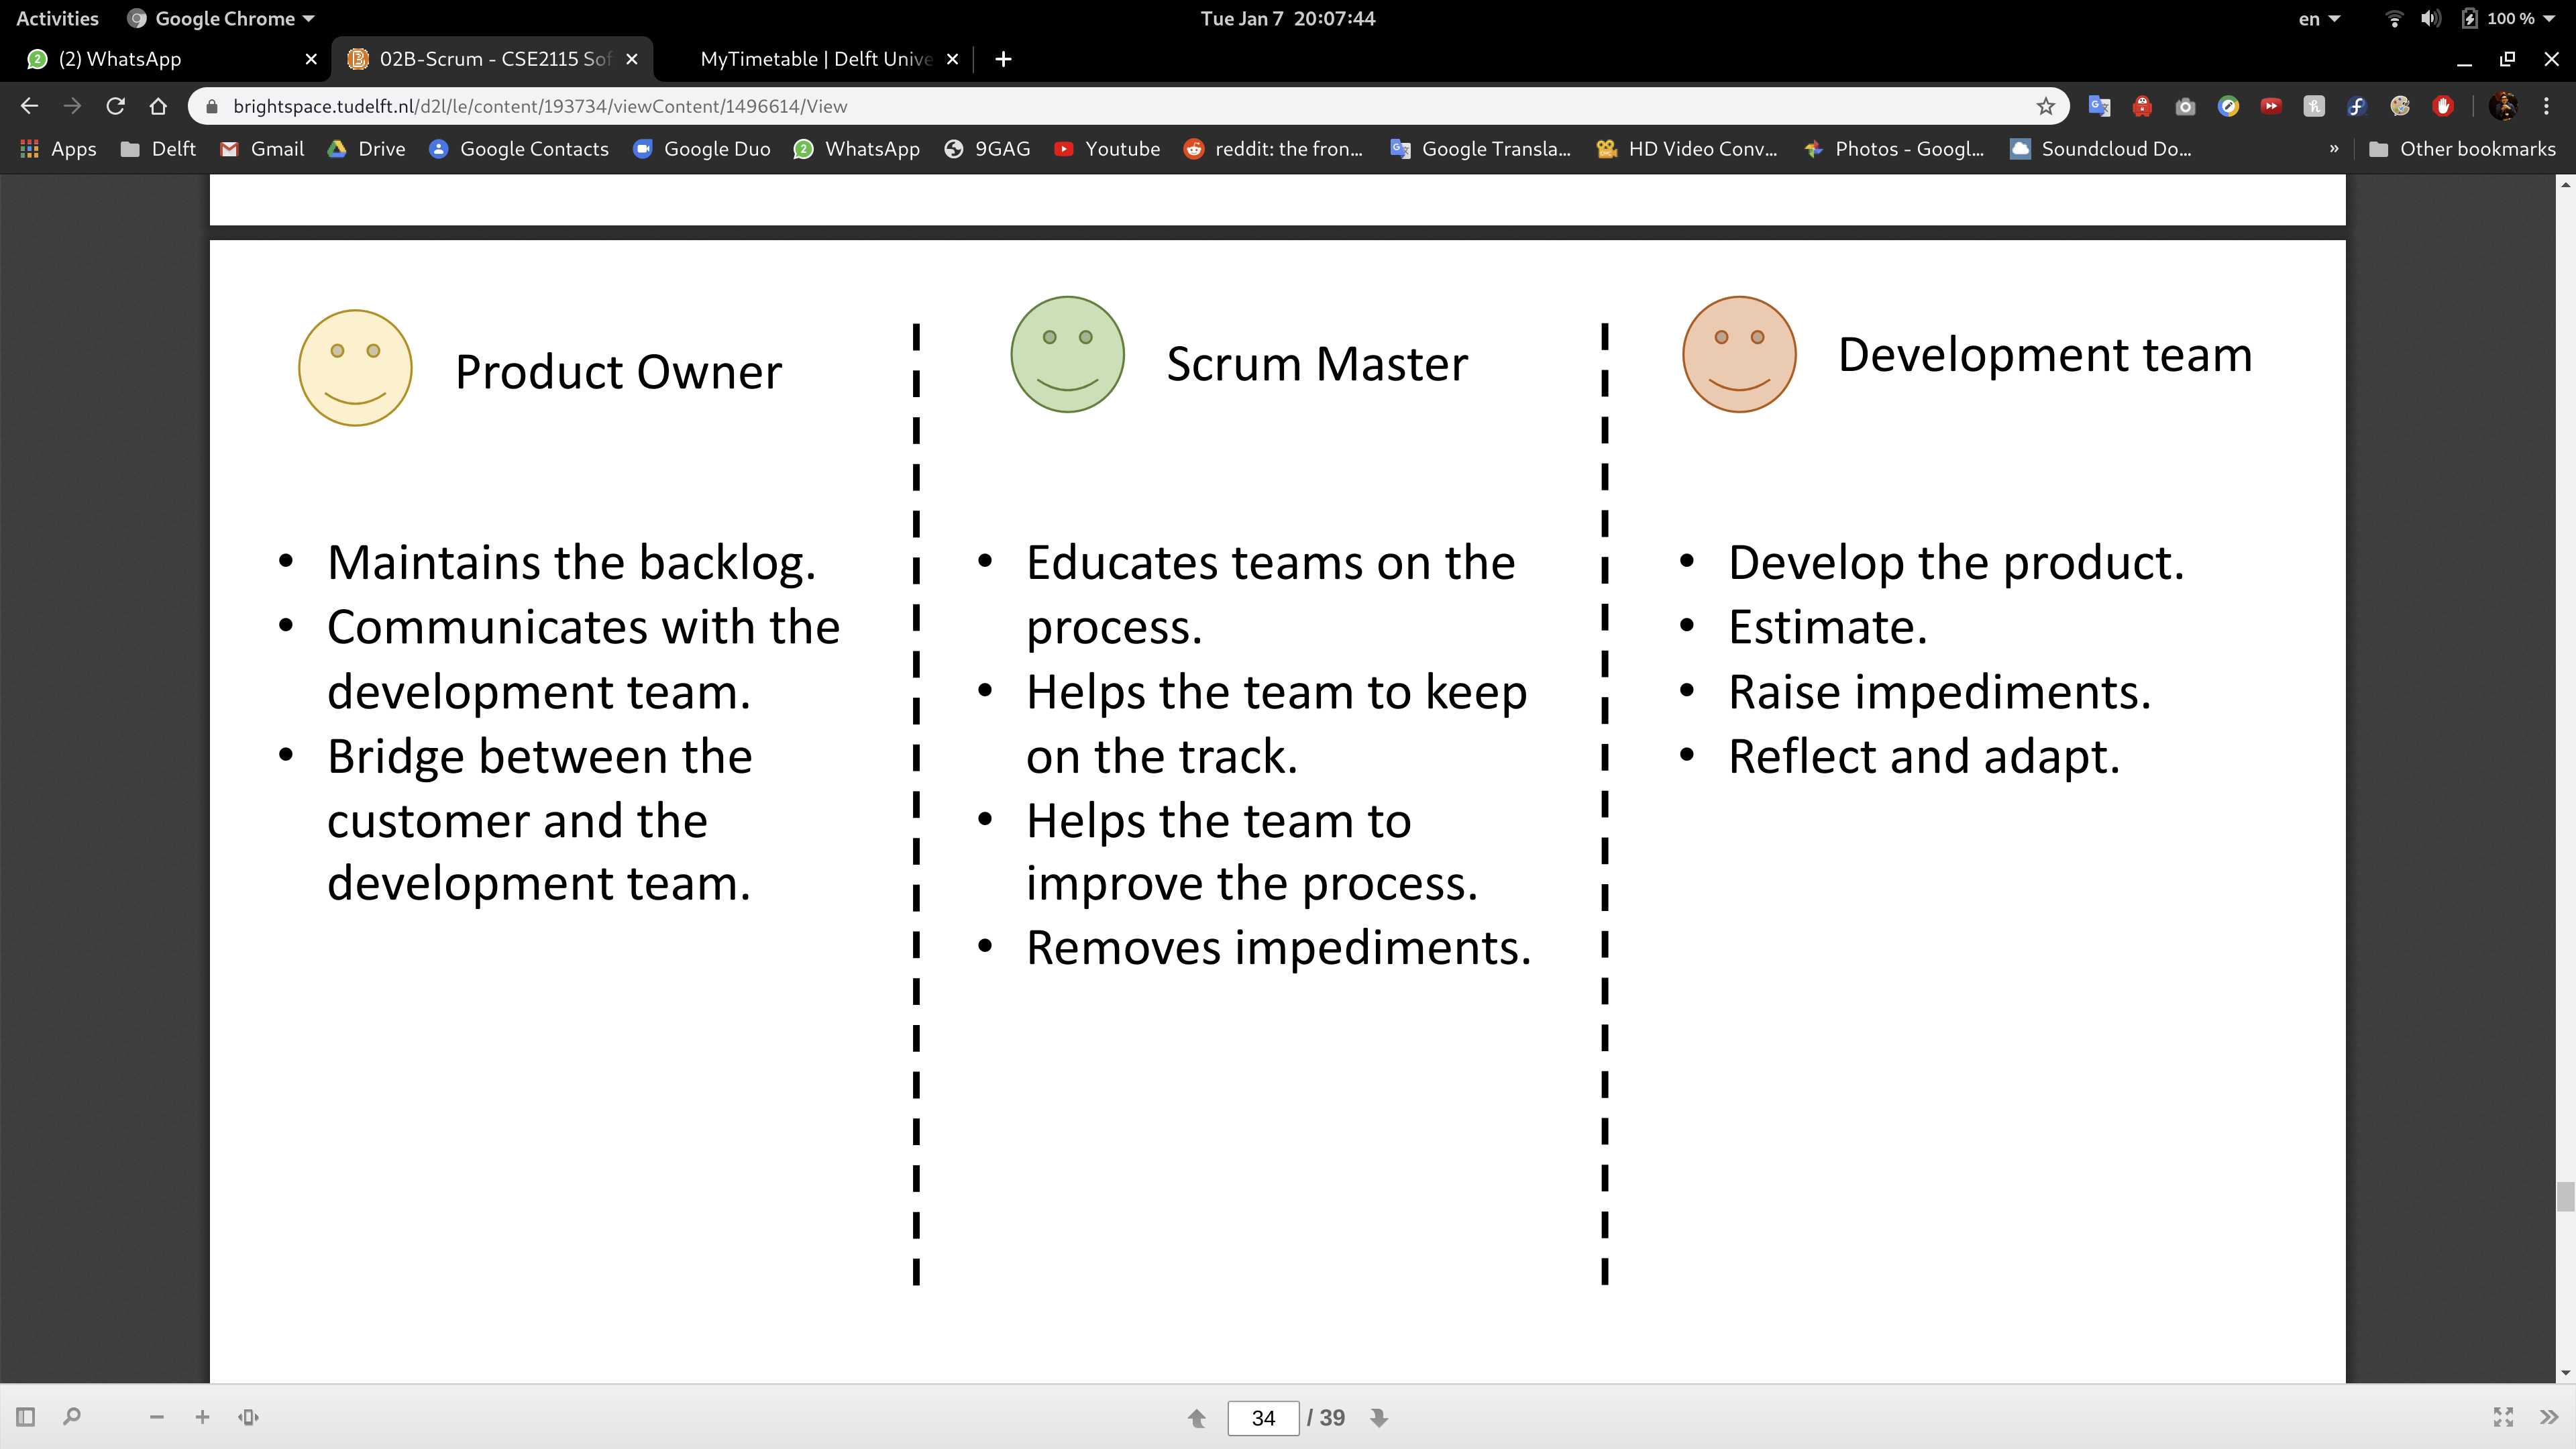 Activities Google Chrome Tue Jan 7 20:07:44 en 100 %
(2) WhatsApp 02B-Scrum - CSE2115 Sof MyTimetable | Delft Unive
brightspace.tudelft.nl/d2l/le/content/193734/viewContent/1496614/View
Apps Delft Gmail Drive Google Contacts Google Duo WhatsApp 9GAG Youtube reddit: the fron... Google Transla... HD Video Conv... Photos - Googl... Soundcloud Do... » Other bookmarks
Product Owner
• Maintains the backlog.
• Communicates with the
development team.
• Bridge between the
customer and the
development team.
Scrum Master
• Educates teams on the
process.
• Helps the team to keep
on the track.
• Helps the team to
improve the process.
• Removes impediments.
Development team
• Develop the product.
• Estimate.
• Raise impediments.
• Reflect and adapt.
34 / 39